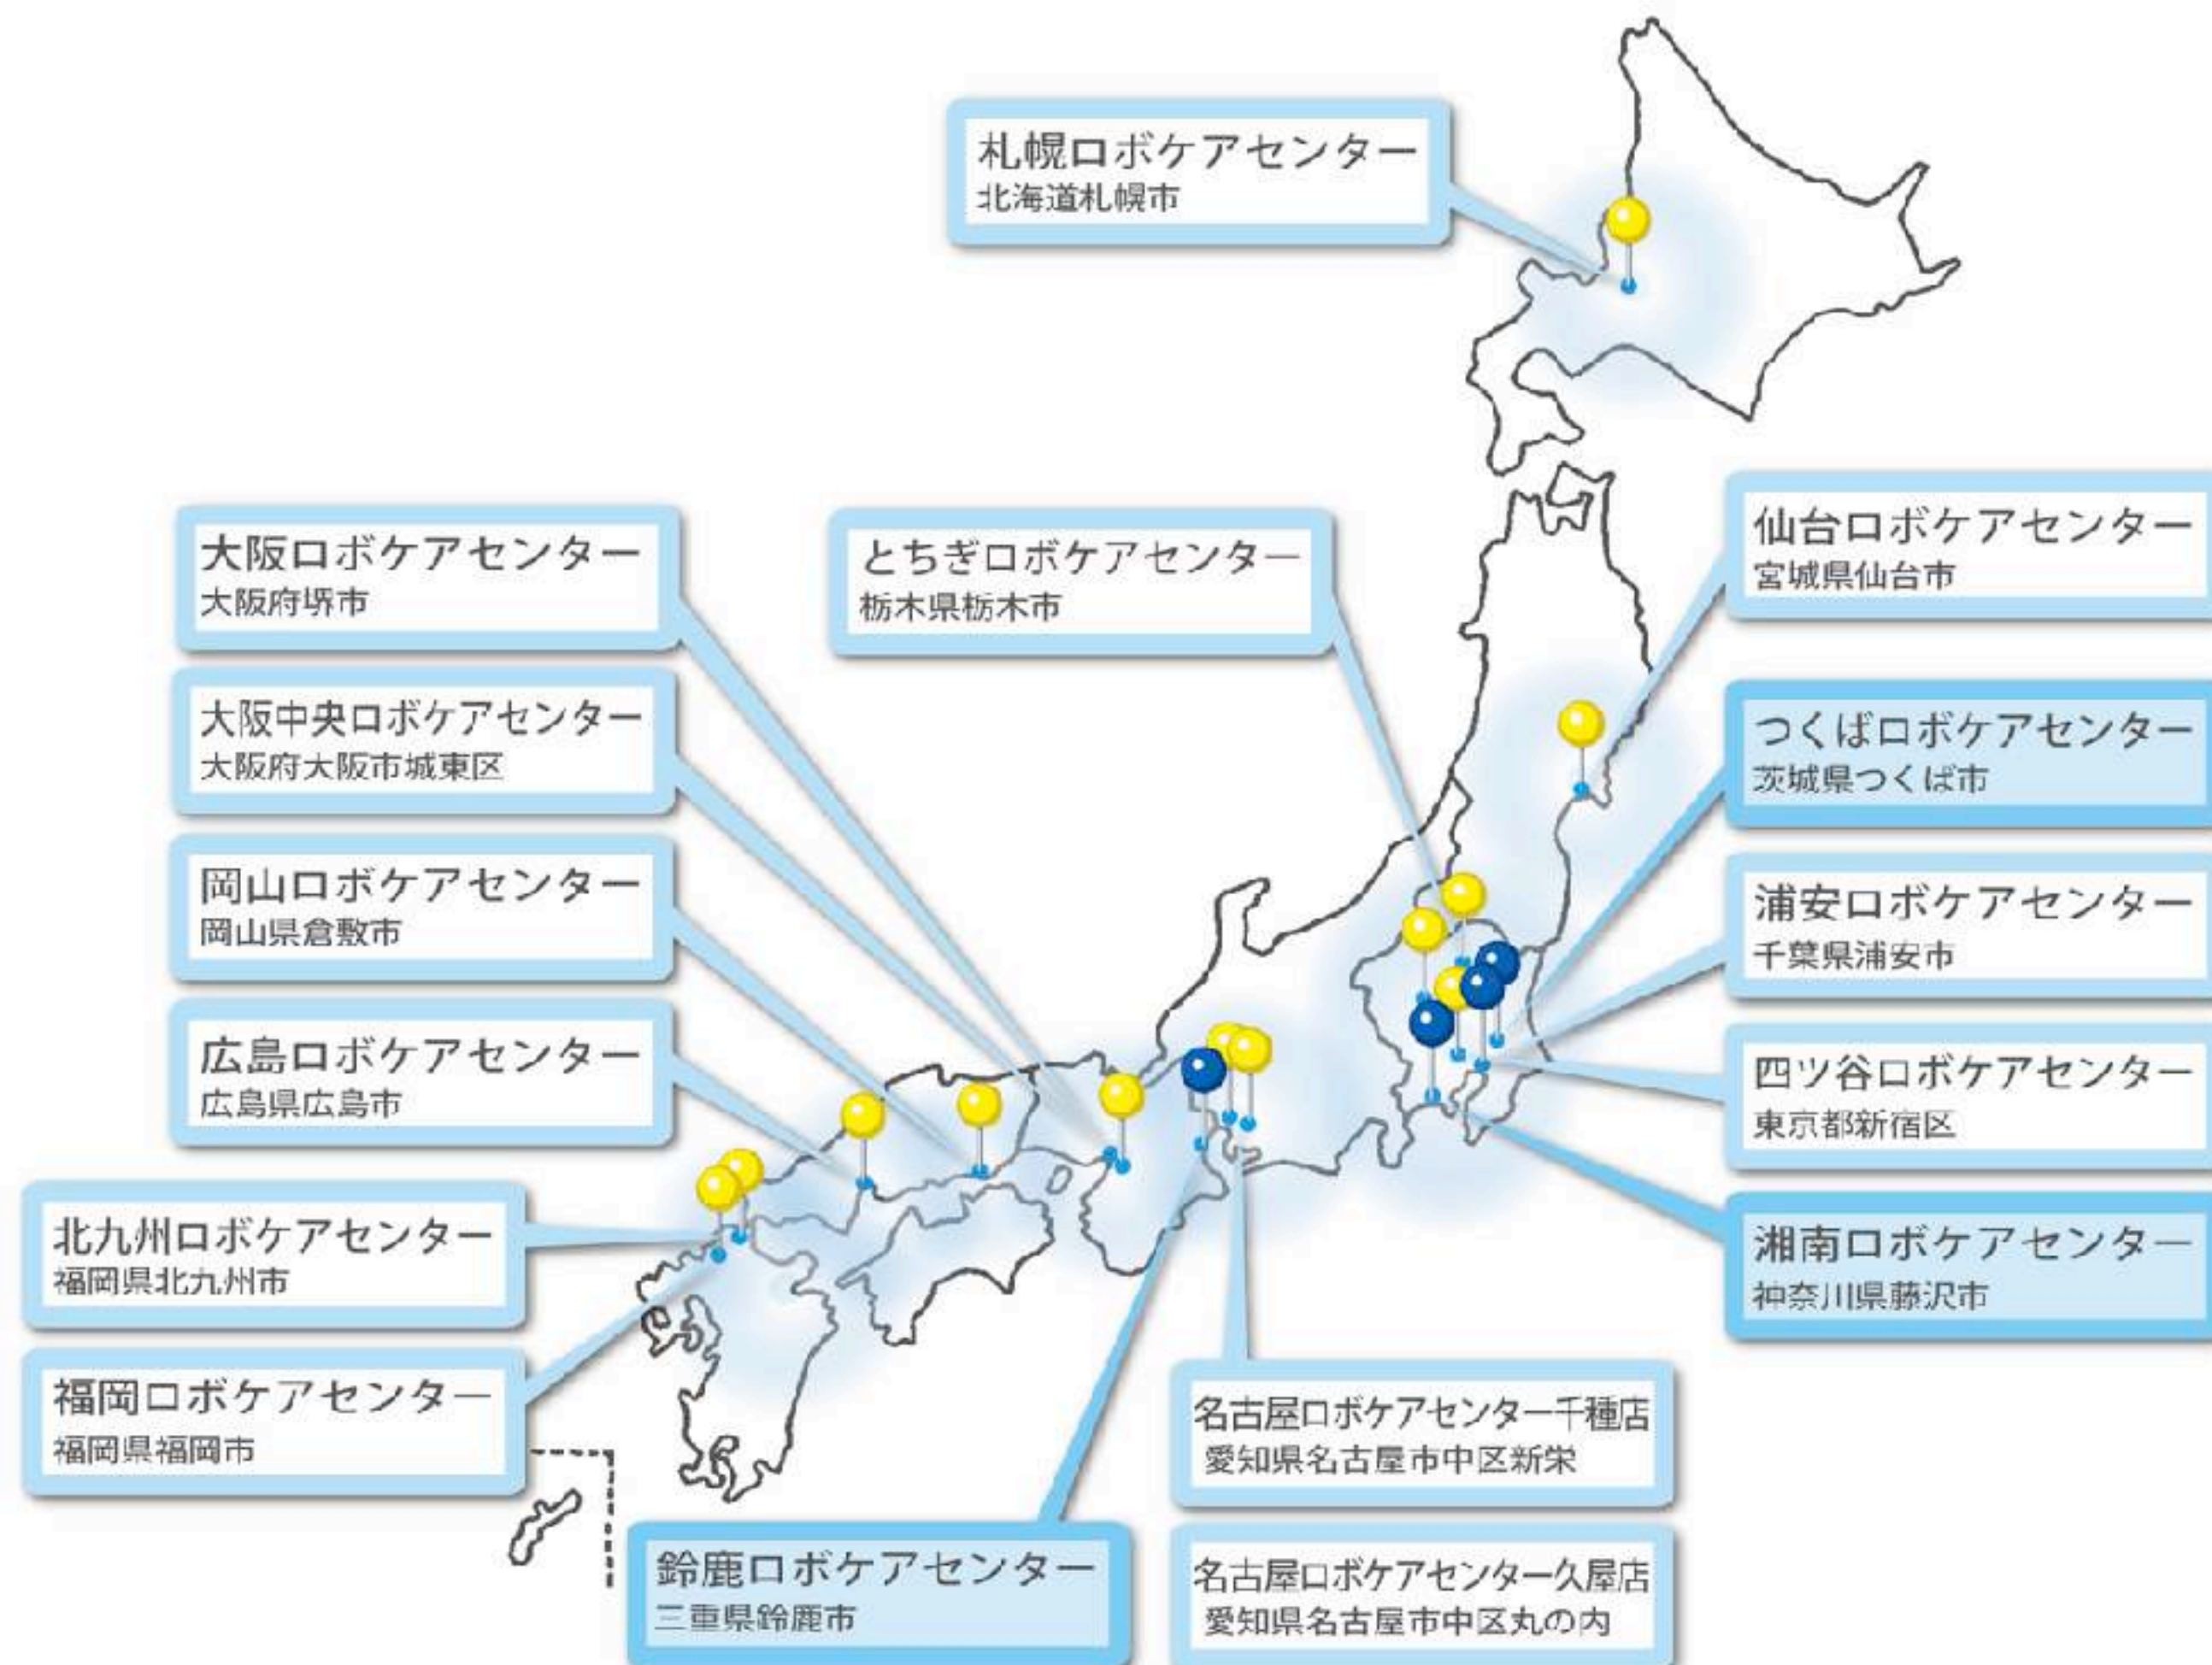 札幌ロボケアセンター
北海道札幌市
大阪ロボケアセンター
大阪府堺市
とちぎロボケアセンター
栃木県栃木市
仙台ロボケアセンター
宮城県仙台市
大阪中央ロボケアセンター
大阪府大阪市城東区
つくばロボケアセンター
茨城県つくば市
岡山ロボケアセンター
岡山県倉敷市
浦安ロボケアセンター
千葉県浦安市
広島ロボケアセンター
広島県広島市
四ツ谷ロボケアセンター
東京都新宿区
北九州ロボケアセンター
福岡県北九州市
湘南ロボケアセンター
神奈川県藤沢市
福岡ロボケアセンター
福岡県福岡市
名古屋ロボケアセンター千種店
愛知県名古屋市中区新栄
鈴鹿ロボケアセンター
三重県鈴鹿市
名古屋ロボケアセンター久屋店
愛知県名古屋市中区丸の内